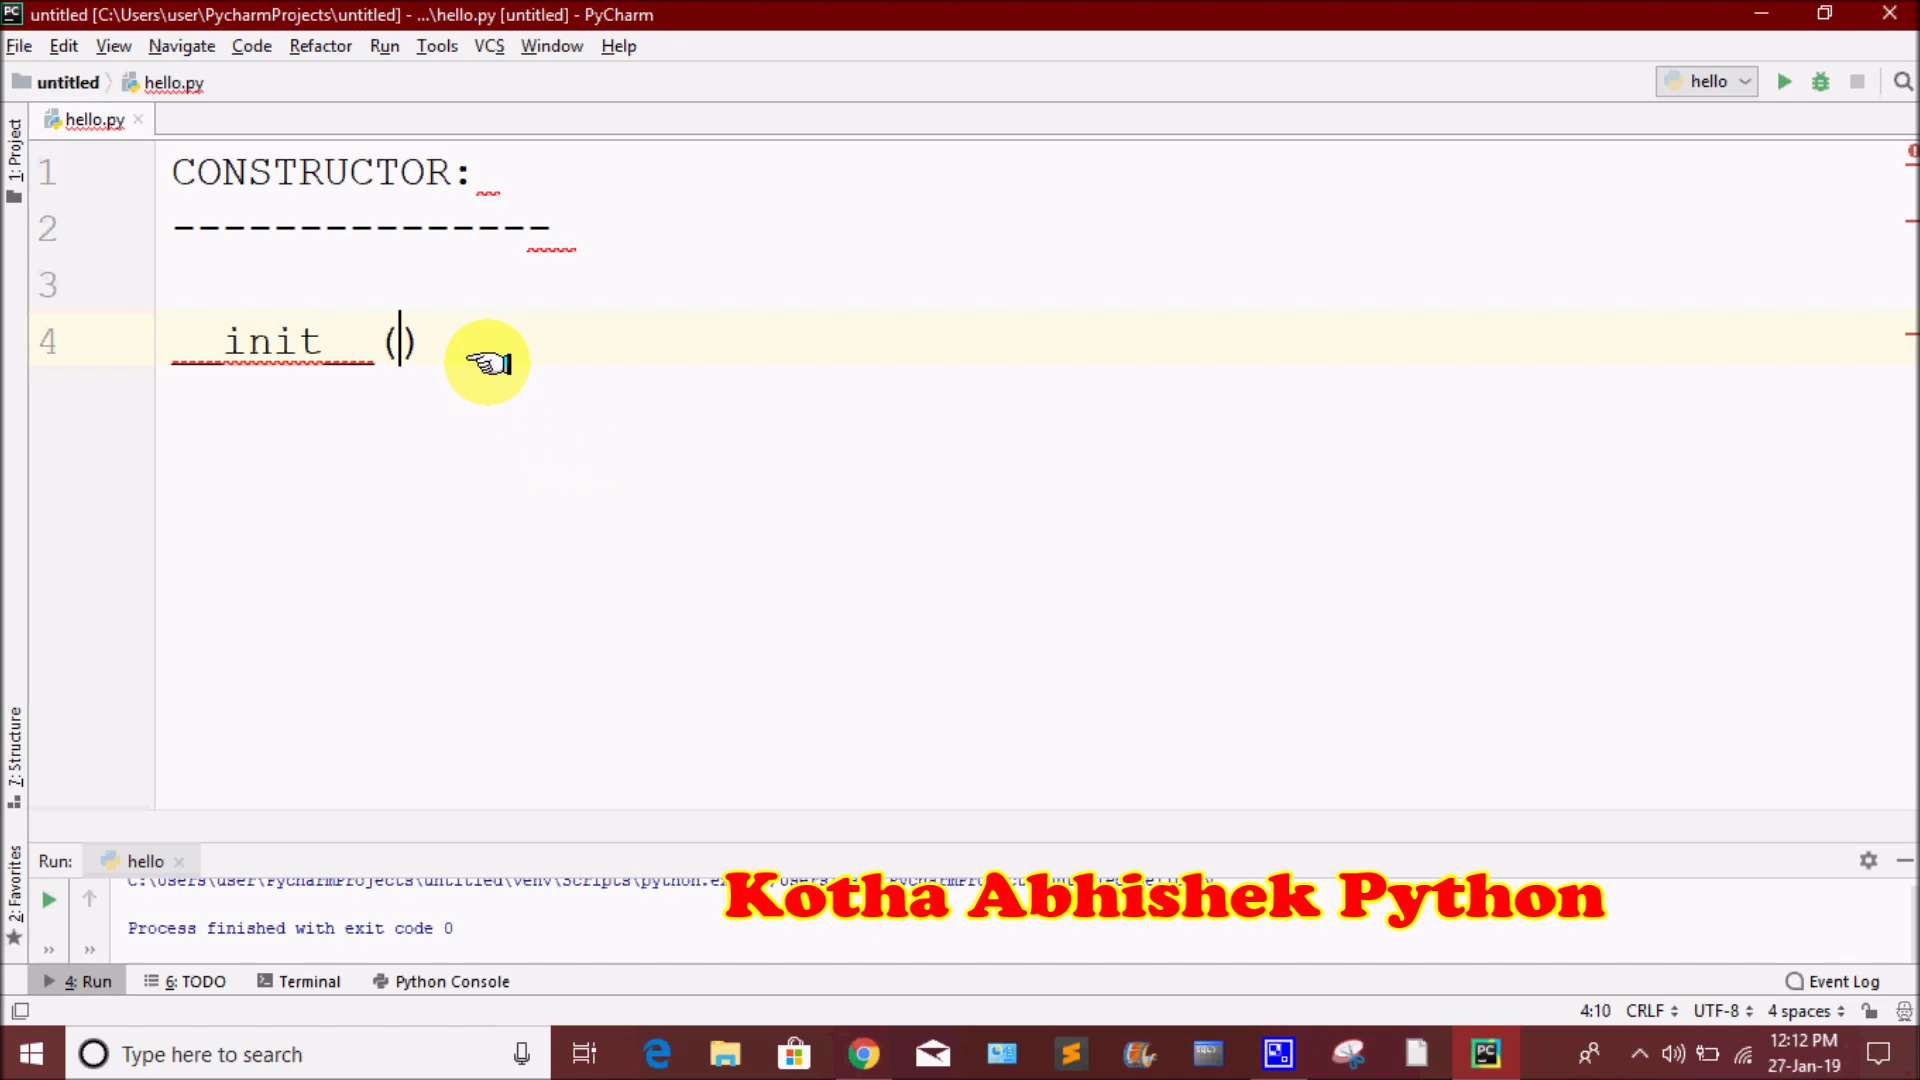 untitled [C:\Users\user\PycharmProjects\untitled] - ...\hello.py [untitled] - PyCharm
File Edit View Navigate Code Refactor Run Tools VCS Window Help
untitled hello.py hello
hello.py
1: Project
1 CONSTRUCTOR:
2 ---------------
3
4 __init__()
7: Structure
2: Favorites
Run: hello
Process finished with exit code 0
Kotha Abhishek Python
4: Run 6: TODO Terminal Python Console Event Log
4:10 CRLF UTF-8 4 spaces
Type here to search
12:12 PM
27-Jan-19